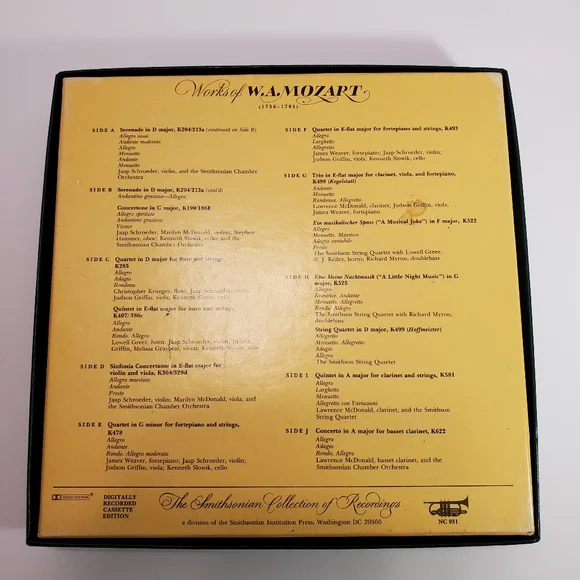 Works of W.A.MOZART
(1756 - 1791)
SIDE A Serenade in D major, K204/213a (continued on Side B)
Allegro assai
Andante moderato
Allegro
Menuetto
Andante
Menuetto
Jaap Schroeder, violin, and the Smithsonian Chamber
Orchestra
SIDE B Serenade in D major, K204/213a (cont'd)
Andantino grazioso—Allegro
Concertone in C major, K190/186E
Allegro spiritoso
Andantino grazioso
Vivace
Jaap Schroeder, Marilyn McDonald, violins; Stephen
Hammer, oboe; Kenneth Slowik, cello and the
Smithsonian Chamber Orchestra
SIDE C Quartet in D major for flute and strings,
K285
Allegro
Adagio
Rondeau
Christopher Krueger, flute; Jaap Schroeder, violin;
Judson Griffin, viola; Kenneth Slowik, cello
Quintet in E-flat major for horn and strings,
K407/386c
Allegro
Andante
Rondo. Allegro
Lowell Greer, horn; Jaap Schroeder, violin; Judson
Griffin, Melissa Graybeal, violas; Kenneth Slowik, cello
SIDE D Sinfonia Concertante in E-flat major for
violin and viola, K364/320d
Allegro maestoso
Andante
Presto
Jaap Schroeder, violin; Marilyn McDonald, viola, and
the Smithsonian Chamber Orchestra
SIDE E Quartet in G minor for fortepiano and strings,
K478
Allegro
Andante
Rondo. Allegro moderato
James Weaver, fortepiano; Jaap Schroeder, violin;
Judson Griffin, viola; Kenneth Slowik, cello
SIDE F Quartet in E-flat major for fortepiano and strings, K493
Allegro
Larghetto
Allegretto
James Weaver, fortepiano; Jaap Schroeder, violin;
Judson Griffin, viola; Kenneth Slowik, cello
SIDE G Trio in E-flat major for clarinet, viola, and fortepiano,
K498 (Kegelstatt)
Andante
Menuetto
Rondeaux. Allegretto
Lawrence McDonald, clarinet; Judson Griffin, viola;
James Weaver, fortepiano
Ein musikalischer Spass ("A Musical Joke") in F major, K522
Allegro
Menuetto. Maestoso
Adagio cantabile
Presto
The Smithson String Quartet with Lowell Greer,
R. J. Kelley, horns; Richard Myron, doublebass
SIDE H Eine kleine Nachtmusik ("A Little Night Music") in G
major, K525
Allegro
Romanze. Andante
Menuetto. Allegretto
Rondo. Allegro
The Smithson String Quartet with Richard Myron,
doublebass
String Quartet in D major, K499 (Hoffmeister)
Allegretto
Menuetto. Allegretto
Adagio
Allegro
The Smithson String Quartet
SIDE I Quintet in A major for clarinet and strings, K581
Allegro
Larghetto
Menuetto
Allegretto con Variazioni
Lawrence McDonald, clarinet, and the Smithson
String Quartet
SIDE J Concerto in A major for basset clarinet, K622
Allegro
Adagio
Rondo. Allegro
Lawrence McDonald, basset clarinet, and the
Smithsonian Chamber Orchestra
DOLBY SYSTEM
DIGITALLY
RECORDED
CASSETTE
EDITION
The Smithsonian Collection of Recordings
a division of the Smithsonian Institution Press, Washington DC 20560
NC 031